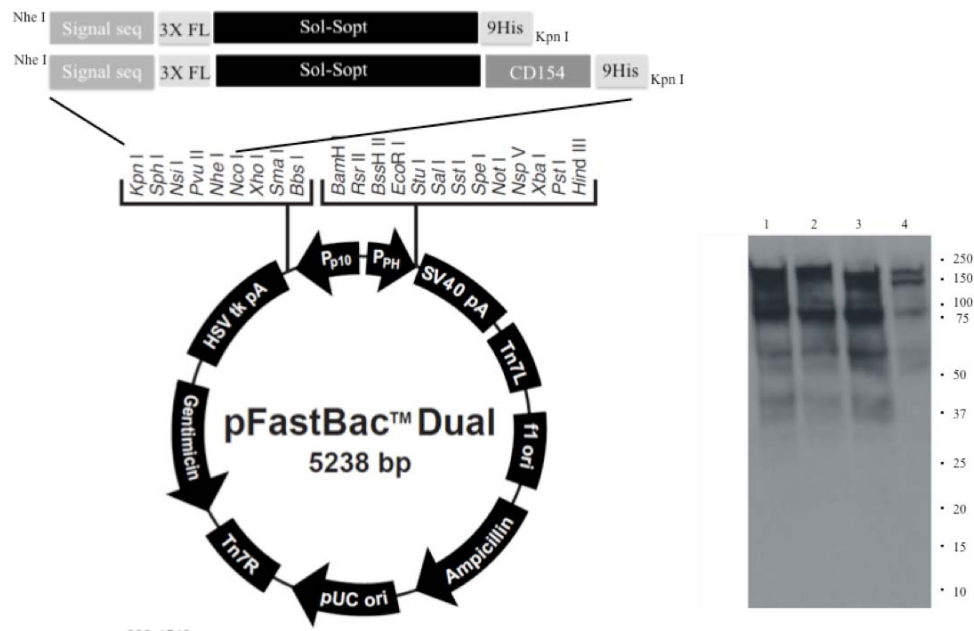 Nhe I Signal seq 3X FL Sol-Sopt 9His Kpn I
Nhe I Signal seq 3X FL Sol-Sopt CD154 9His Kpn I
Kpn I
Sph I
Nsi I
Pvu II
Nhe I
Nco I
Xho I
Sma I
Bbs I
BamH I
Rsr II
BssH II
EcoR I
Stu I
Sal I
Sst I
Spe I
Not I
Nsp V
Xba I
Pst I
Hind III
Pp10
PPH
SV40 pA
Tn7L
f1 ori
Ampicillin
pUC ori
Tn7R
Gentimicin
HSV tk pA
pFastBac™ Dual
5238 bp
1 2 3 4
250
150
100
75
50
37
25
20
15
10